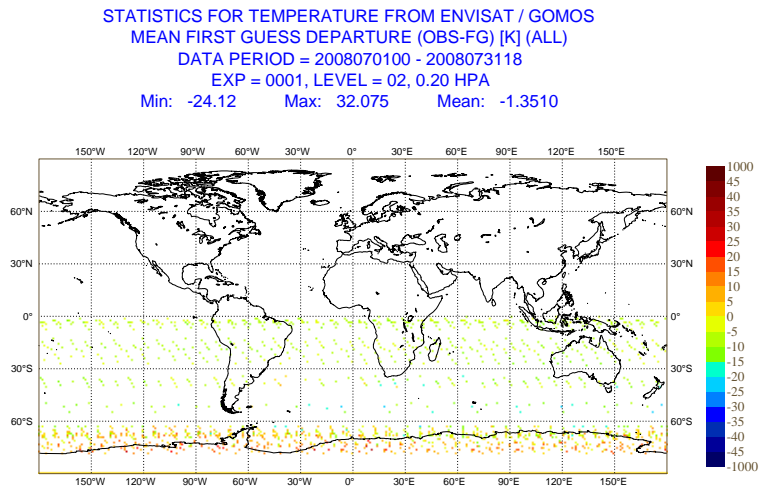 STATISTICS FOR TEMPERATURE FROM ENVISAT / GOMOS
MEAN FIRST GUESS DEPARTURE (OBS-FG) [K] (ALL)
DATA PERIOD = 2008070100 - 2008073118
EXP = 0001, LEVEL = 02, 0.20 HPA
Min: -24.12 Max: 32.075 Mean: -1.3510
150°W 120°W 90°W 60°W 30°W 0° 30°E 60°E 90°E 120°E 150°E
60°N 60°N
30°N 30°N
0° 0°
30°S 30°S
60°S 60°S
150°W 120°W 90°W 60°W 30°W 0° 30°E 60°E 90°E 120°E 150°E
1000
45
40
35
30
25
20
15
10
5
0
-5
-10
-15
-20
-25
-30
-35
-40
-45
-1000